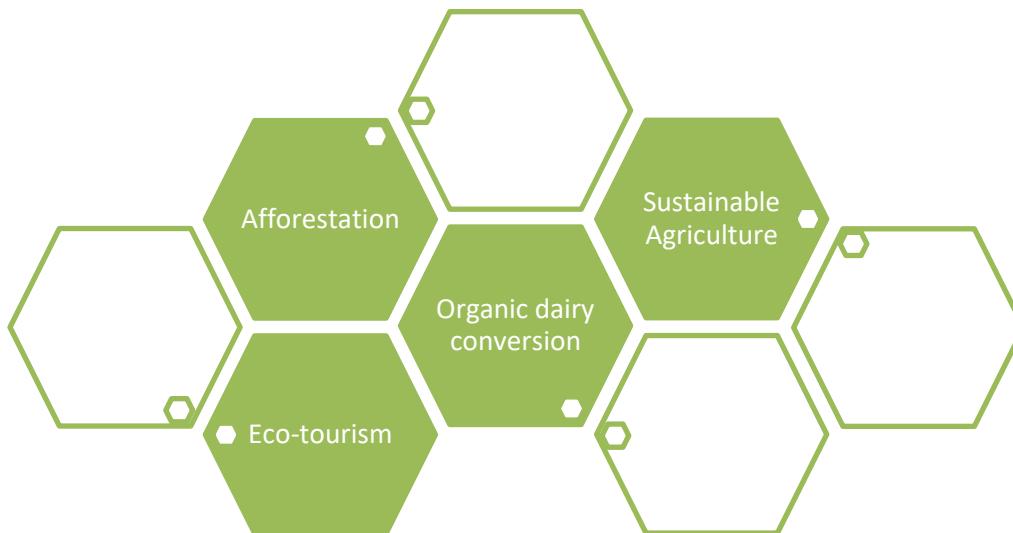 Afforestation
Sustainable
Agriculture
Organic dairy
conversion
Eco-tourism